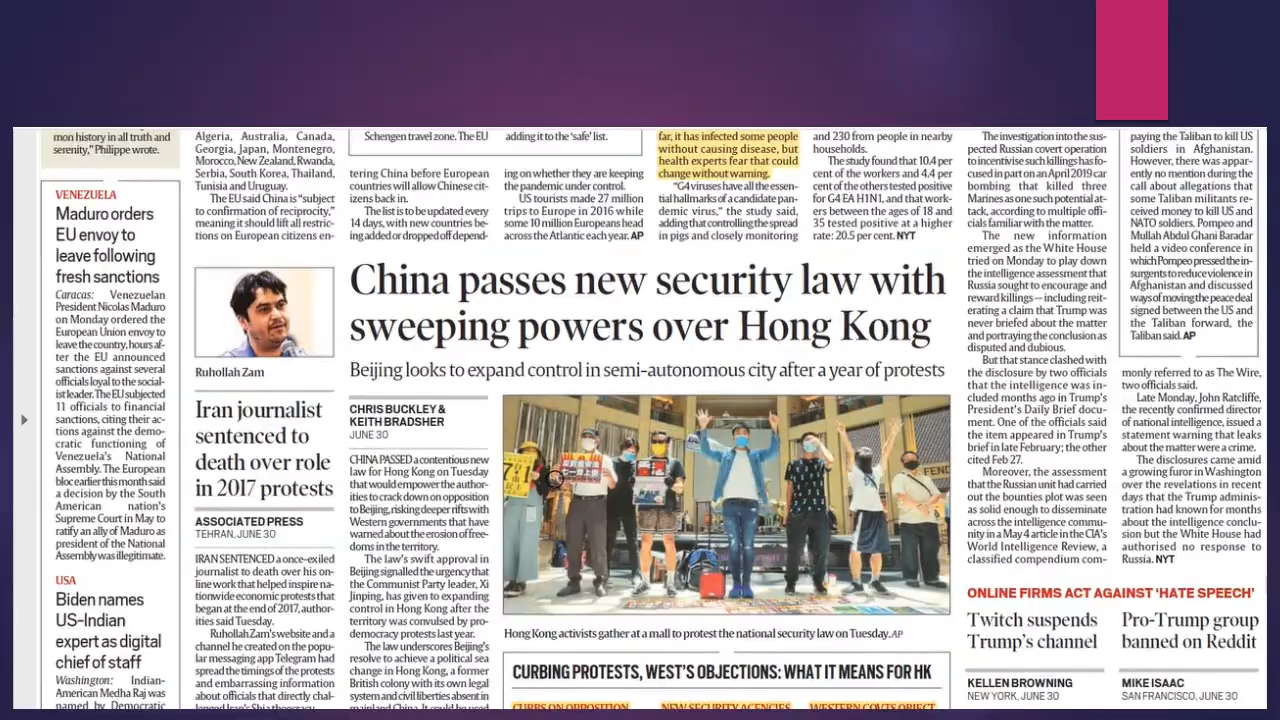 mon history in all truth and
serenity,” Philippe wrote.
VENEZUELA
Maduro orders
EU envoy to
leave following
fresh sanctions
Caracas: Venezuelan
President Nicolas Maduro
on Monday ordered the
European Union envoy to
leave the country, hours af-
ter the EU announced
sanctions against several
officials loyal to the social-
ist leader. The EU subjected
11 officials to financial
sanctions, citing their ac-
tions against the demo-
cratic functioning of
Venezuela's National
Assembly. The European
bloc earlier this month said
a decision by the South
American nation's
Supreme Court in May to
ratify an ally of Maduro as
president of the National
Assembly was illegitimate.
USA
Biden names
US-Indian
expert as digital
chief of staff
Washington: Indian-
American Medha Raj was
named by Democratic
Algeria, Australia, Canada,
Georgia, Japan, Montenegro,
Morocco, New Zealand, Rwanda,
Serbia, South Korea, Thailand,
Tunisia and Uruguay.
The EU said China is “subject
to confirmation of reciprocity,”
meaning it should lift all restric-
tions on European citizens en-
Schengen travel zone. The EU
adding it to the ‘safe’ list.
tering China before European
countries will allow Chinese cit-
izens back in.
The list is to be updated every
14 days, with new countries be-
ing added or dropped off depend-
ing on whether they are keeping
the pandemic under control.
US tourists made 27 million
trips to Europe in 2016 while
some 10 million Europeans head
across the Atlantic each year. AP
far, it has infected some people
without causing disease, but
health experts fear that could
change without warning.
“G4 viruses have all the essen-
tial hallmarks of a candidate pan-
demic virus,” the study said,
adding that controlling the spread
in pigs and closely monitoring
and 230 from people in nearby
households.
The study found that 10.4 per
cent of the workers and 4.4 per
cent of the others tested positive
for G4 EA H1N1, and that work-
ers between the ages of 18 and
35 tested positive at a higher
rate: 20.5 per cent. NYT
Ruhollah Zam
Iran journalist
sentenced to
death over role
in 2017 protests
ASSOCIATED PRESS
TEHRAN, JUNE 30
IRAN SENTENCED a once-exiled
journalist to death over his on-
line work that helped inspire na-
tionwide economic protests that
began at the end of 2017, author-
ities said Tuesday.
Ruhollah Zam's website and a
channel he created on the popu-
lar messaging app Telegram had
spread the timings of the protests
and embarrassing information
about officials that directly chal-
lenged Iran's Shia theocracy.
China passes new security law with
sweeping powers over Hong Kong
Beijing looks to expand control in semi-autonomous city after a year of protests
CHRIS BUCKLEY &
KEITH BRADSHER
JUNE 30
CHINA PASSED a contentious new
law for Hong Kong on Tuesday
that would empower the author-
ities to crack down on opposition
to Beijing, risking deeper rifts with
Western governments that have
warned about the erosion of free-
doms in the territory.
The law's swift approval in
Beijing signalled the urgency that
the Communist Party leader, Xi
Jinping, has given to expanding
control in Hong Kong after the
territory was convulsed by pro-
democracy protests last year.
The law underscores Beijing's
resolve to achieve a political sea
change in Hong Kong, a former
British colony with its own legal
system and civil liberties absent in
mainland China. It could be used
Hong Kong activists gather at a mall to protest the national security law on Tuesday. AP
CURBING PROTESTS, WEST'S OBJECTIONS: WHAT IT MEANS FOR HK
CURBS ON OPPOSITION
NEW SECURITY AGENCIES
WESTERN GOVTS OBJECT
The investigation into the sus-
pected Russian covert operation
to incentivise such killings has fo-
cused in part on an April 2019 car
bombing that killed three
Marines as one such potential at-
tack, according to multiple offi-
cials familiar with the matter.
The new information
emerged as the White House
tried on Monday to play down
the intelligence assessment that
Russia sought to encourage and
reward killings — including reit-
erating a claim that Trump was
never briefed about the matter
and portraying the conclusion as
disputed and dubious.
But that stance clashed with
the disclosure by two officials
that the intelligence was in-
cluded months ago in Trump's
President's Daily Brief docu-
ment. One of the officials said
the item appeared in Trump's
brief in late February; the other
cited Feb 27.
Moreover, the assessment
that the Russian unit had carried
out the bounties plot was seen
as solid enough to disseminate
across the intelligence commu-
nity in a May 4 article in the CIA's
World Intelligence Review, a
classified compendium com-
paying the Taliban to kill US
soldiers in Afghanistan.
However, there was appar-
ently no mention during the
call about allegations that
some Taliban militants re-
ceived money to kill US and
NATO soldiers. Pompeo and
Mullah Abdul Ghani Baradar
held a video conference in
which Pompeo pressed the in-
surgents to reduce violence in
Afghanistan and discussed
ways of moving the peace deal
signed between the US and
the Taliban forward, the
Taliban said. AP
monly referred to as The Wire,
two officials said.
Late Monday, John Ratcliffe,
the recently confirmed director
of national intelligence, issued a
statement warning that leaks
about the matter were a crime.
The disclosures came amid
a growing furor in Washington
over the revelations in recent
days that the Trump adminis-
tration had known for months
about the intelligence conclu-
sion but the White House had
authorised no response to
Russia. NYT
ONLINE FIRMS ACT AGAINST ‘HATE SPEECH’
Twitch suspends
Trump's channel
KELLEN BROWNING
NEW YORK, JUNE 30
Pro-Trump group
banned on Reddit
MIKE ISAAC
SAN FRANCISCO, JUNE 30